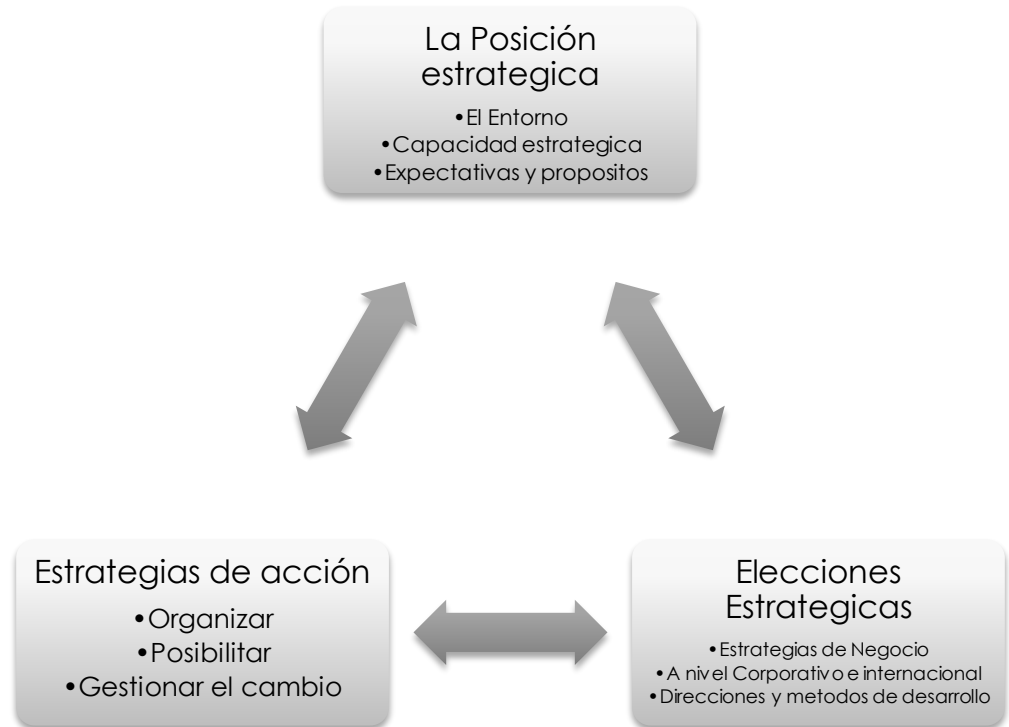 La Posición
estrategica
•El Entorno
•Capacidad estrategica
•Expectativas y propositos
Estrategias de acción
•Organizar
•Posibilitar
•Gestionar el cambio
Elecciones
Estrategicas
•Estrategias de Negocio
•A nivel Corporativo e internacional
•Direcciones y metodos de desarrollo